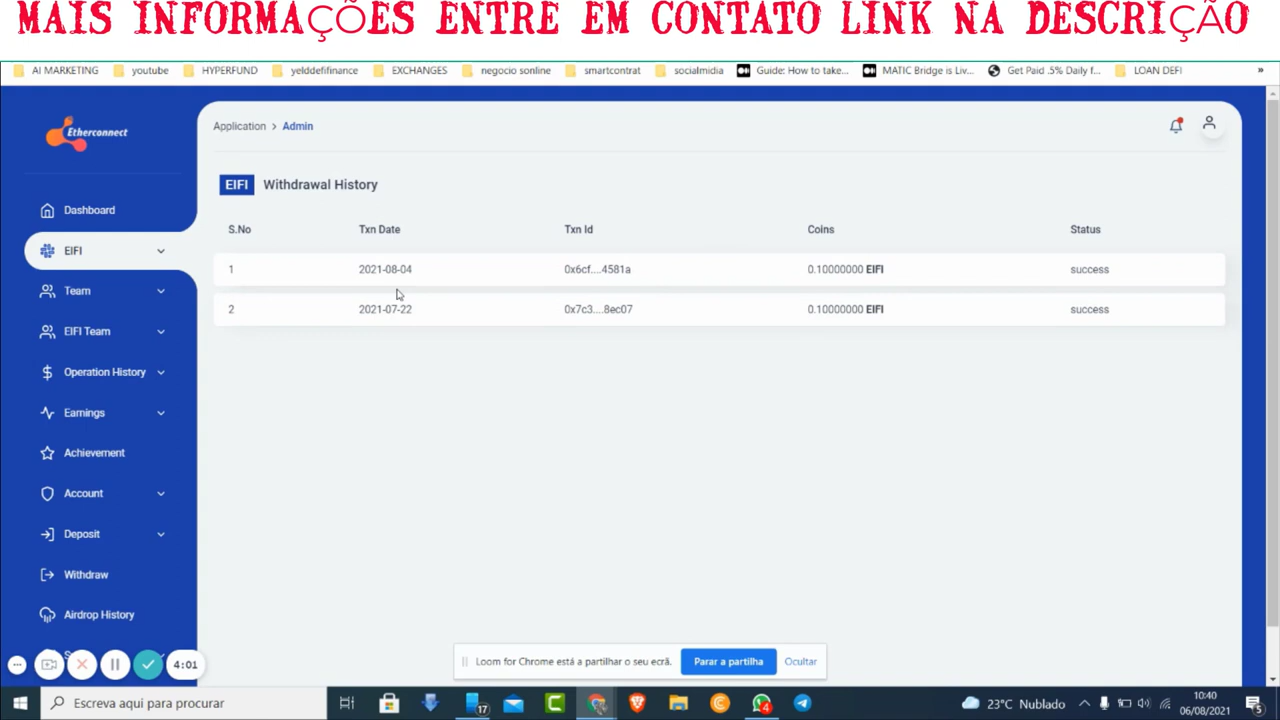 MAIS INFORMAÇÕES ENTRE EM CONTATO LINK NA DESCRIÇÃO
AI MARKETING youtube HYPERFUND yelddefifinance EXCHANGES negocio sonline smartcontrat socialmidia Guide: How to take... MATIC Bridge is Liv... Get Paid .5% Daily f... LOAN DEFI »
Etherconnect
Application > Admin
EIFI Withdrawal History
S.No Txn Date Txn Id Coins Status
1 2021-08-04 0x6cf....4581a 0.10000000 EIFI success
2 2021-07-22 0x7c3....8ec07 0.10000000 EIFI success
Dashboard
EIFI
Team
EIFI Team
Operation History
Earnings
Achievement
Account
Deposit
Withdraw
Airdrop History
4:01
Loom for Chrome está a partilhar o seu ecrã. Parar a partilha Ocultar
Escreva aqui para procurar 17 4 23°C Nublado 10:40 5
06/08/2021